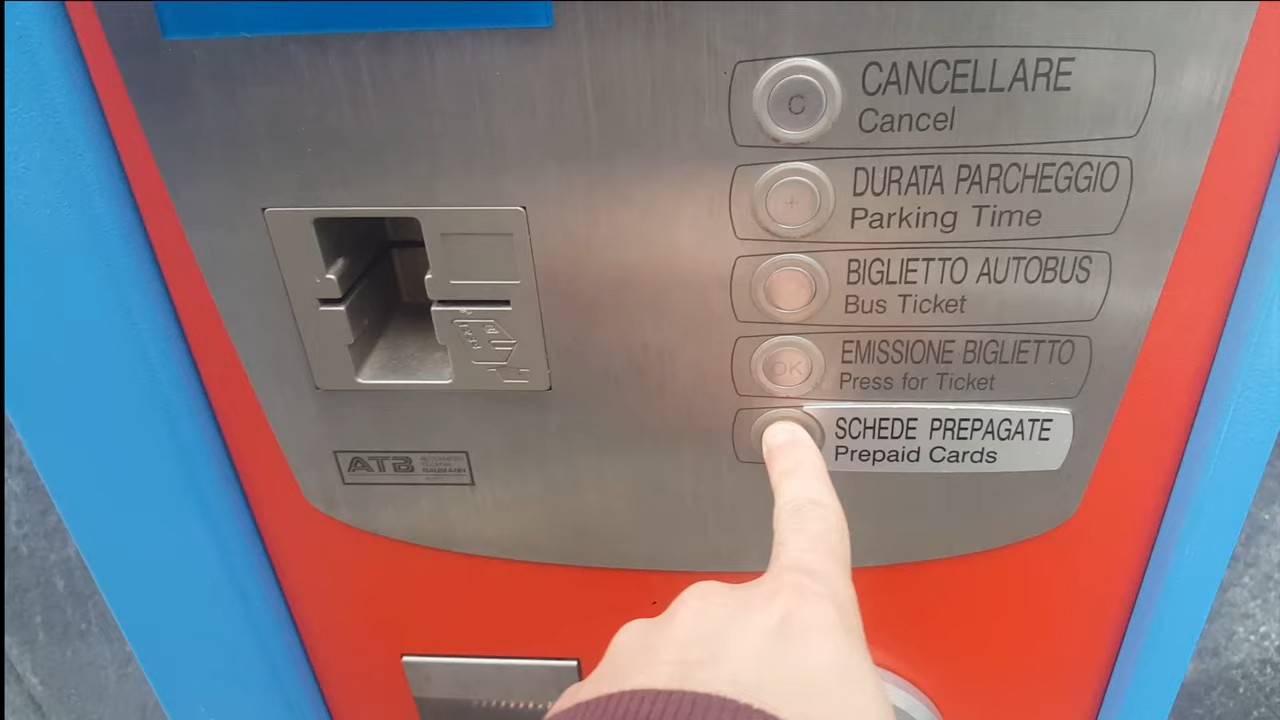 C
CANCELLARE
Cancel
+
DURATA PARCHEGGIO
Parking Time
BIGLIETTO AUTOBUS
Bus Ticket
OK
EMISSIONE BIGLIETTO
Press for Ticket
SCHEDE PREPAGATE
Prepaid Cards
ATB
BAUMANN